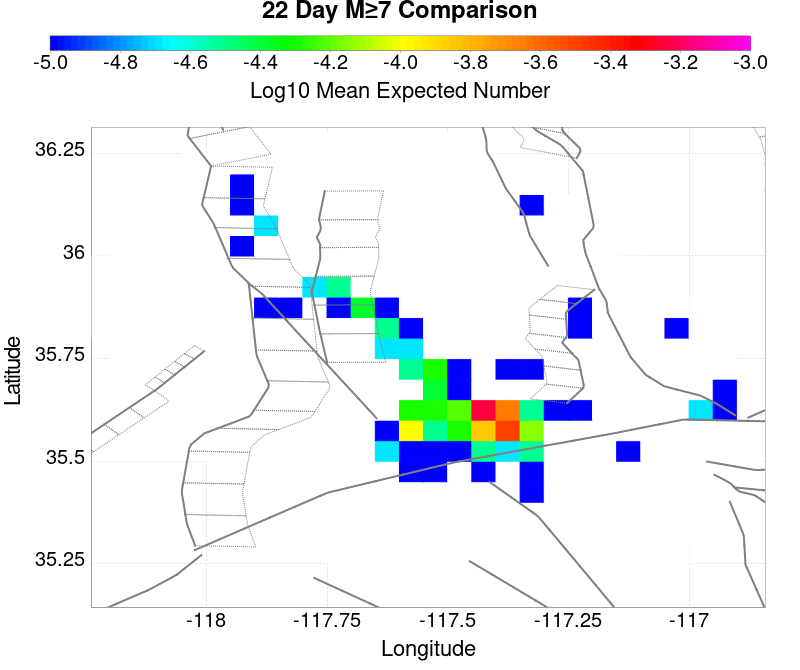 22 Day M≥7 Comparison
-5.0 -4.8 -4.6 -4.4 -4.2 -4.0 -3.8 -3.6 -3.4 -3.2 -3.0
Log10 Mean Expected Number
36.25
36
35.75
35.5
35.25
Latitude
-118 -117.75 -117.5 -117.25 -117
Longitude